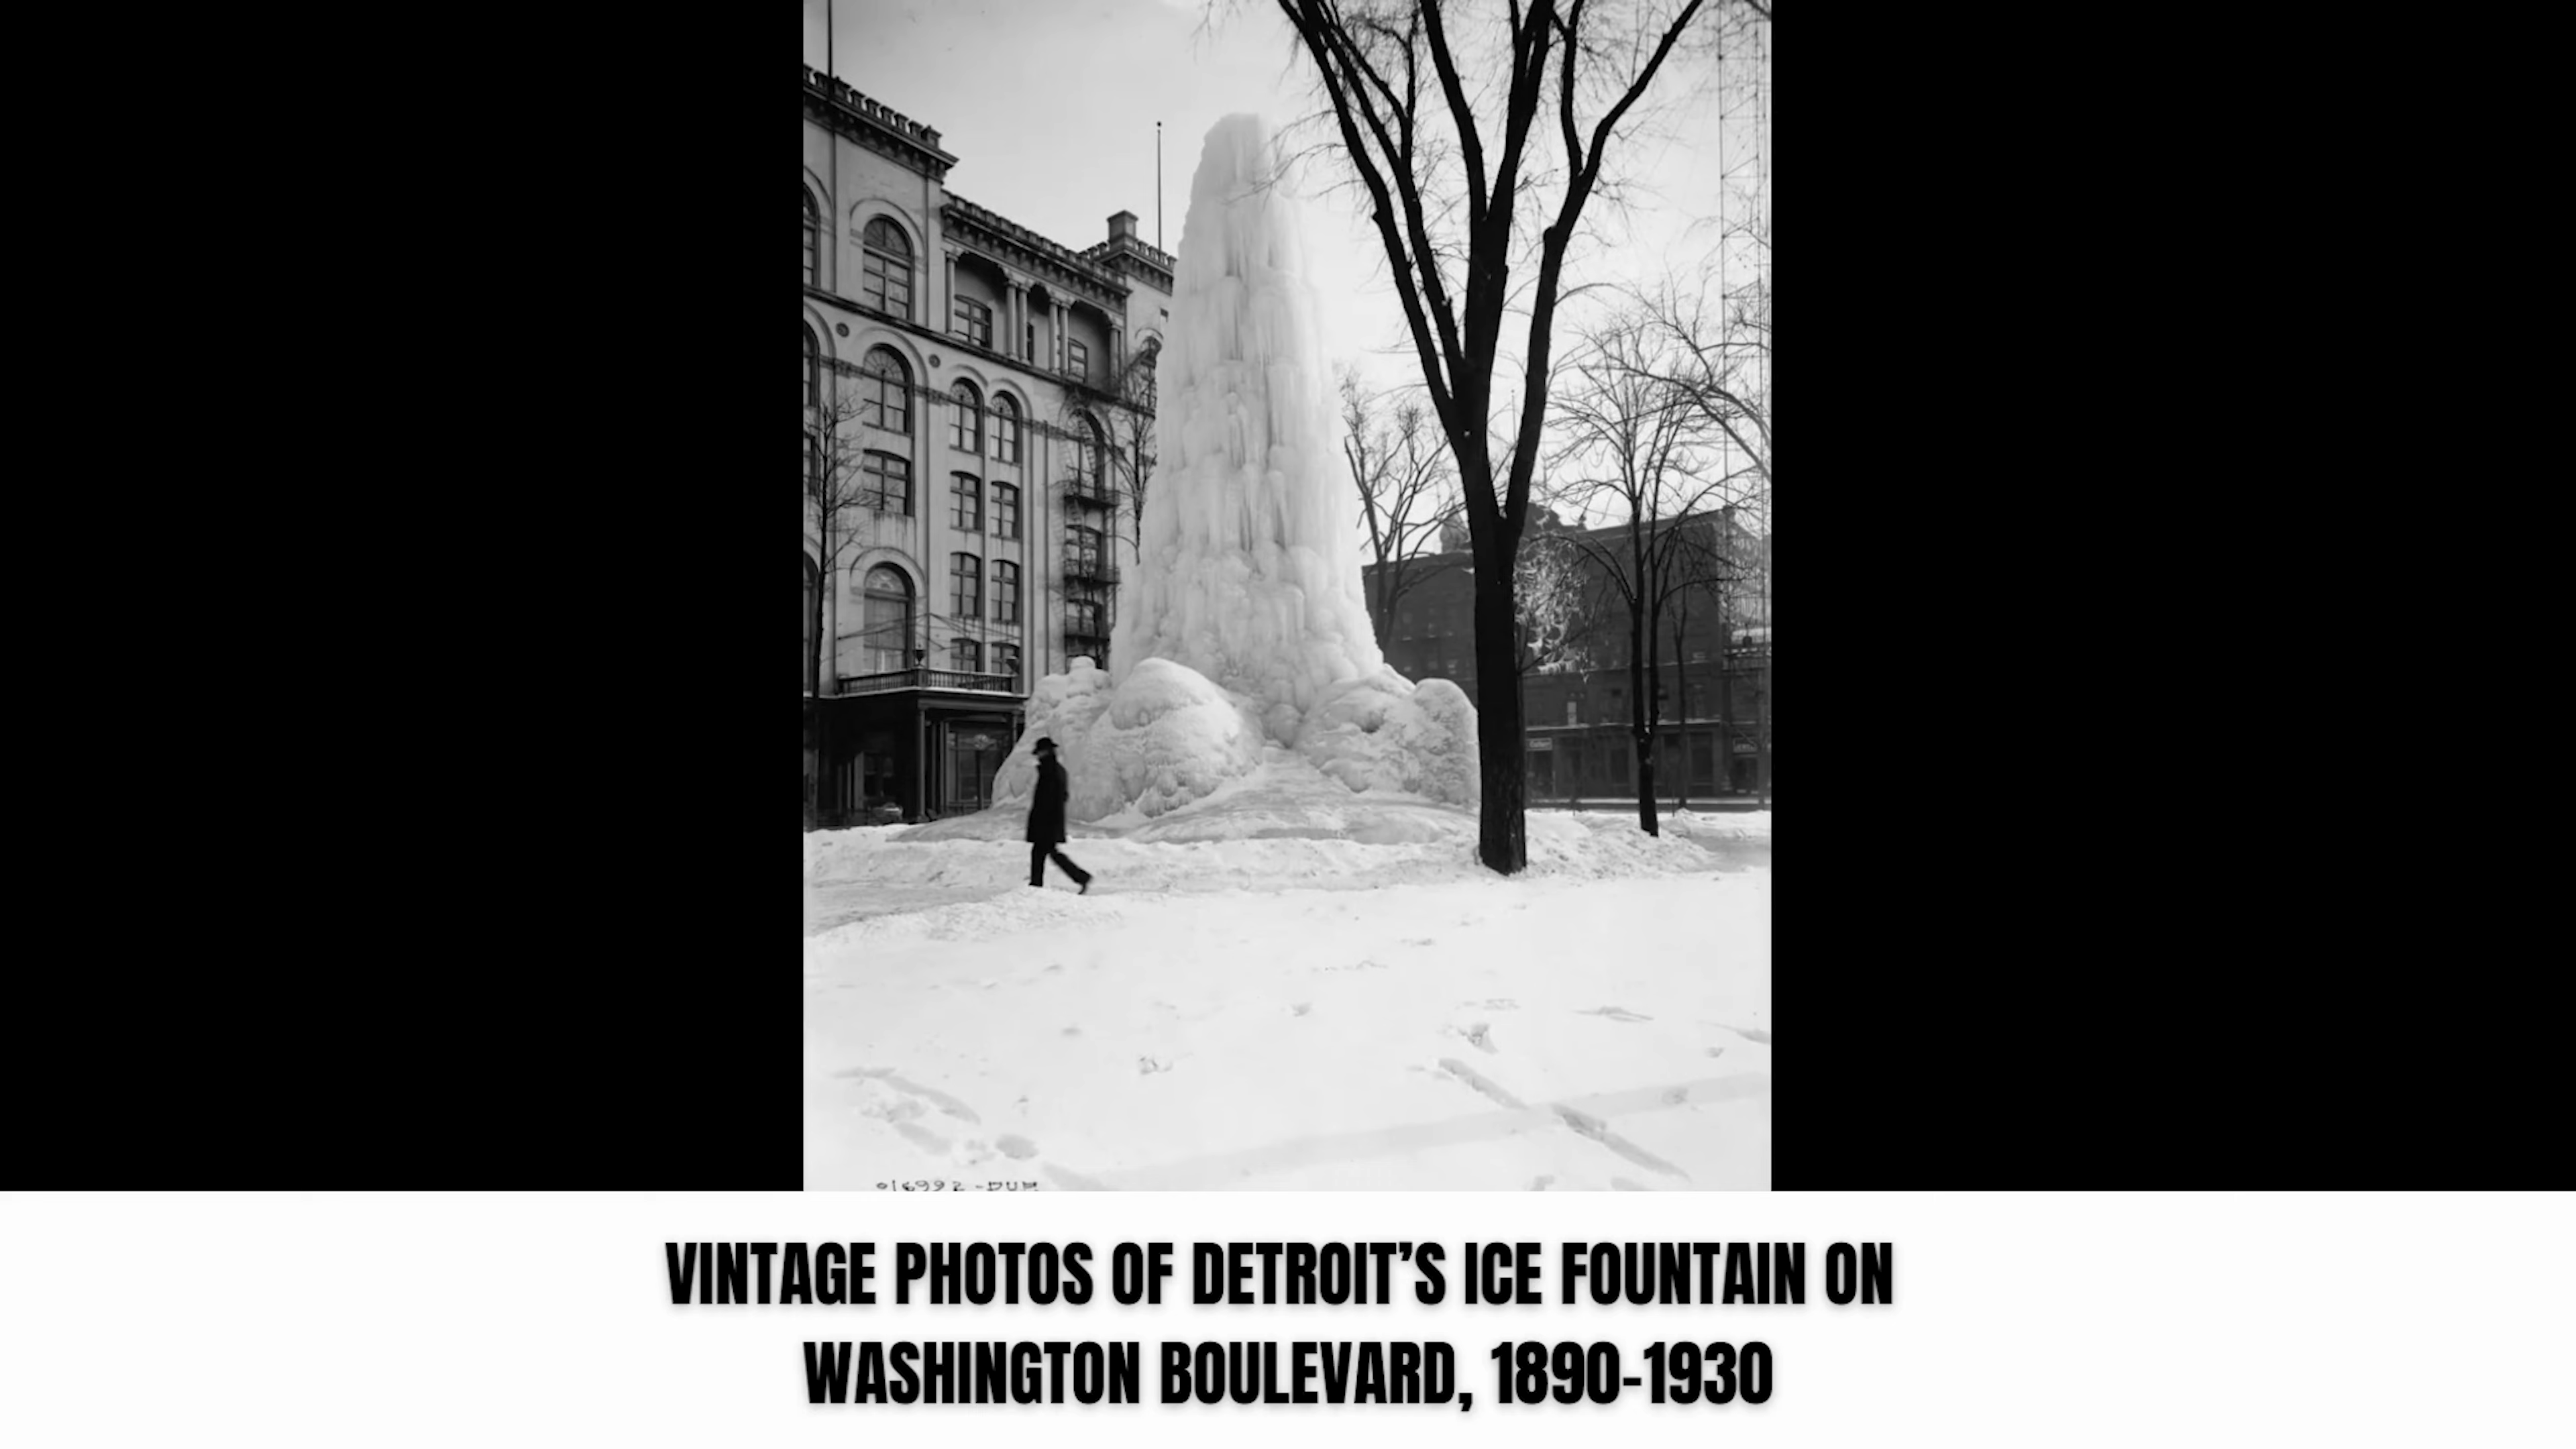 VINTAGE PHOTOS OF DETROIT’S ICE FOUNTAIN ON
WASHINGTON BOULEVARD, 1890-1930